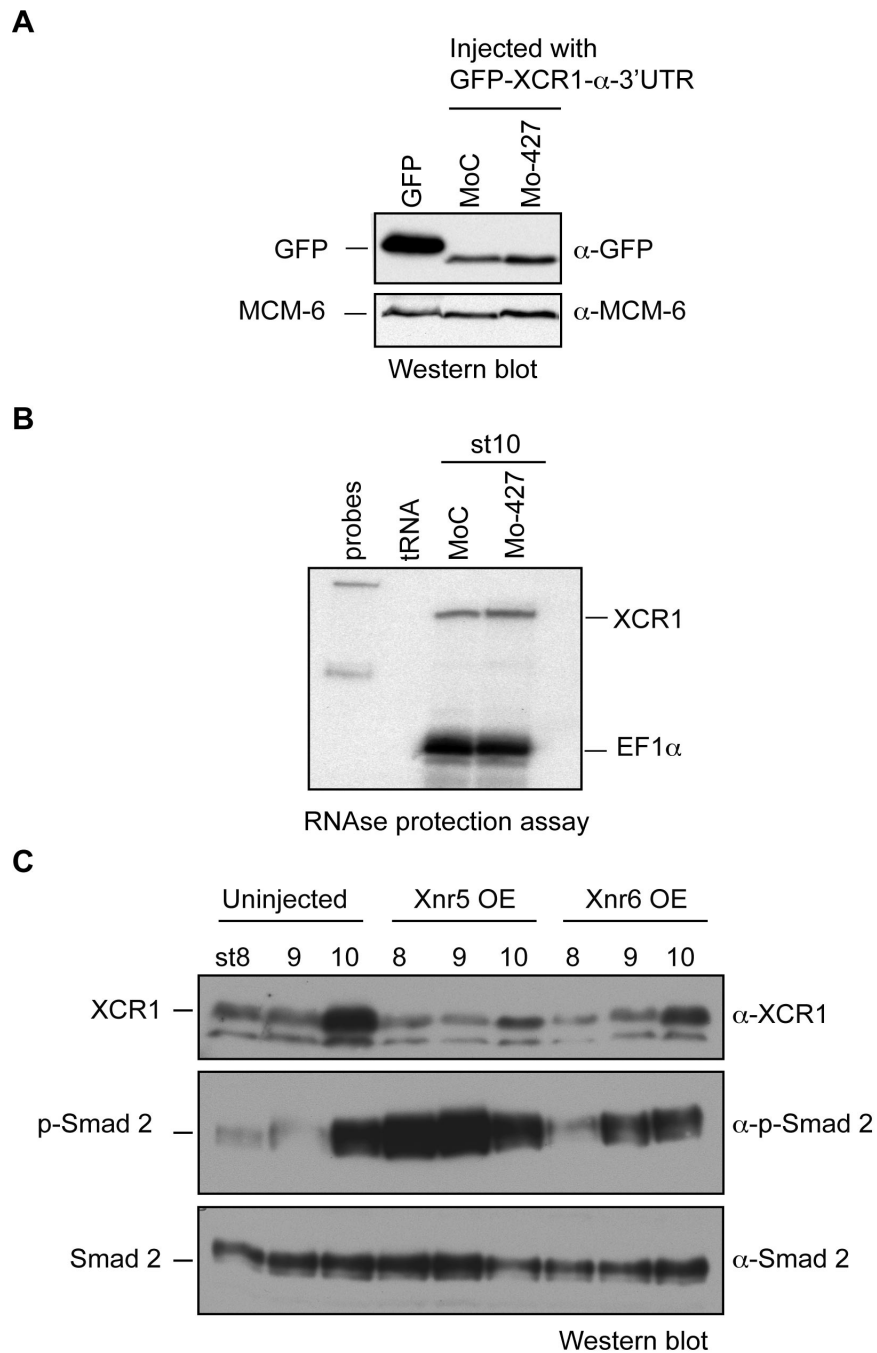 A
Injected with
GFP-XCR1-α-3’UTR
GFP
MoC
Mo-427
GFP
α-GFP
MCM-6
α-MCM-6
Western blot
B
st10
probes
tRNA
MoC
Mo-427
XCR1
EF1α
RNAse protection assay
C
Uninjected Xnr5 OE Xnr6 OE
st8 9 10 8 9 10 8 9 10
XCR1
α-XCR1
p-Smad 2
α-p-Smad 2
Smad 2
α-Smad 2
Western blot